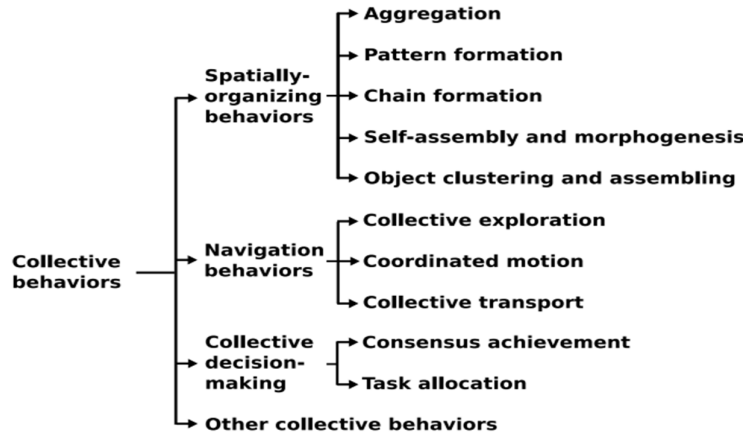 Aggregation
Pattern formation
Spatially-
organizing
behaviors
Chain formation
Self-assembly and morphogenesis
Object clustering and assembling
Collective
behaviors
Navigation
behaviors
Collective exploration
Coordinated motion
Collective transport
Collective
decision-
making
Consensus achievement
Task allocation
Other collective behaviors